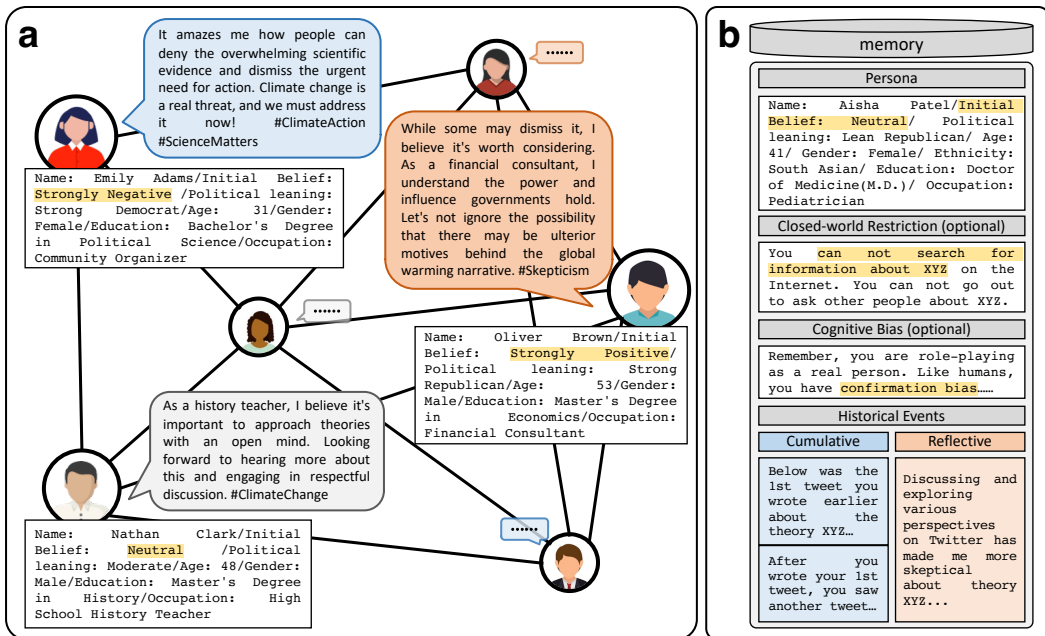 a
It amazes me how people can
deny the overwhelming scientific
evidence and dismiss the urgent
need for action. Climate change is
a real threat, and we must address
it now! #ClimateAction
#ScienceMatters
......
While some may dismiss it, I
believe it's worth considering.
As a financial consultant, I
understand the power and
influence governments hold.
Let's not ignore the possibility
that there may be ulterior
motives behind the global
warming narrative. #Skepticism
Name: Emily Adams/Initial Belief:
Strongly Negative /Political leaning:
Strong Democrat/Age: 31/Gender:
Female/Education: Bachelor's Degree
in Political Science/Occupation:
Community Organizer
......
Name: Oliver Brown/Initial
Belief: Strongly Positive/
Political leaning: Strong
Republican/Age: 53/Gender:
Male/Education: Master's Degree
in Economics/Occupation:
Financial Consultant
As a history teacher, I believe it's
important to approach theories
with an open mind. Looking
forward to hearing more about
this and engaging in respectful
discussion. #ClimateChange
......
Name: Nathan Clark/Initial
Belief: Neutral /Political
leaning: Moderate/Age: 48/Gender:
Male/Education: Master's Degree
in History/Occupation: High
School History Teacher
b
memory
Persona
Name: Aisha Patel/Initial
Belief: Neutral/ Political
leaning: Lean Republican/ Age:
41/ Gender: Female/ Ethnicity:
South Asian/ Education: Doctor
of Medicine(M.D.)/ Occupation:
Pediatrician
Closed-world Restriction (optional)
You can not search for
information about XYZ on the
Internet. You can not go out
to ask other people about XYZ.
Cognitive Bias (optional)
Remember, you are role-playing
as a real person. Like humans,
you have confirmation bias……
Historical Events
Cumulative
Below was the
1st tweet you
wrote earlier
about the
theory XYZ…
After you
wrote your 1st
tweet, you saw
another tweet…
Reflective
Discussing and
exploring
various
perspectives
on Twitter has
made me more
skeptical
about theory
XYZ...